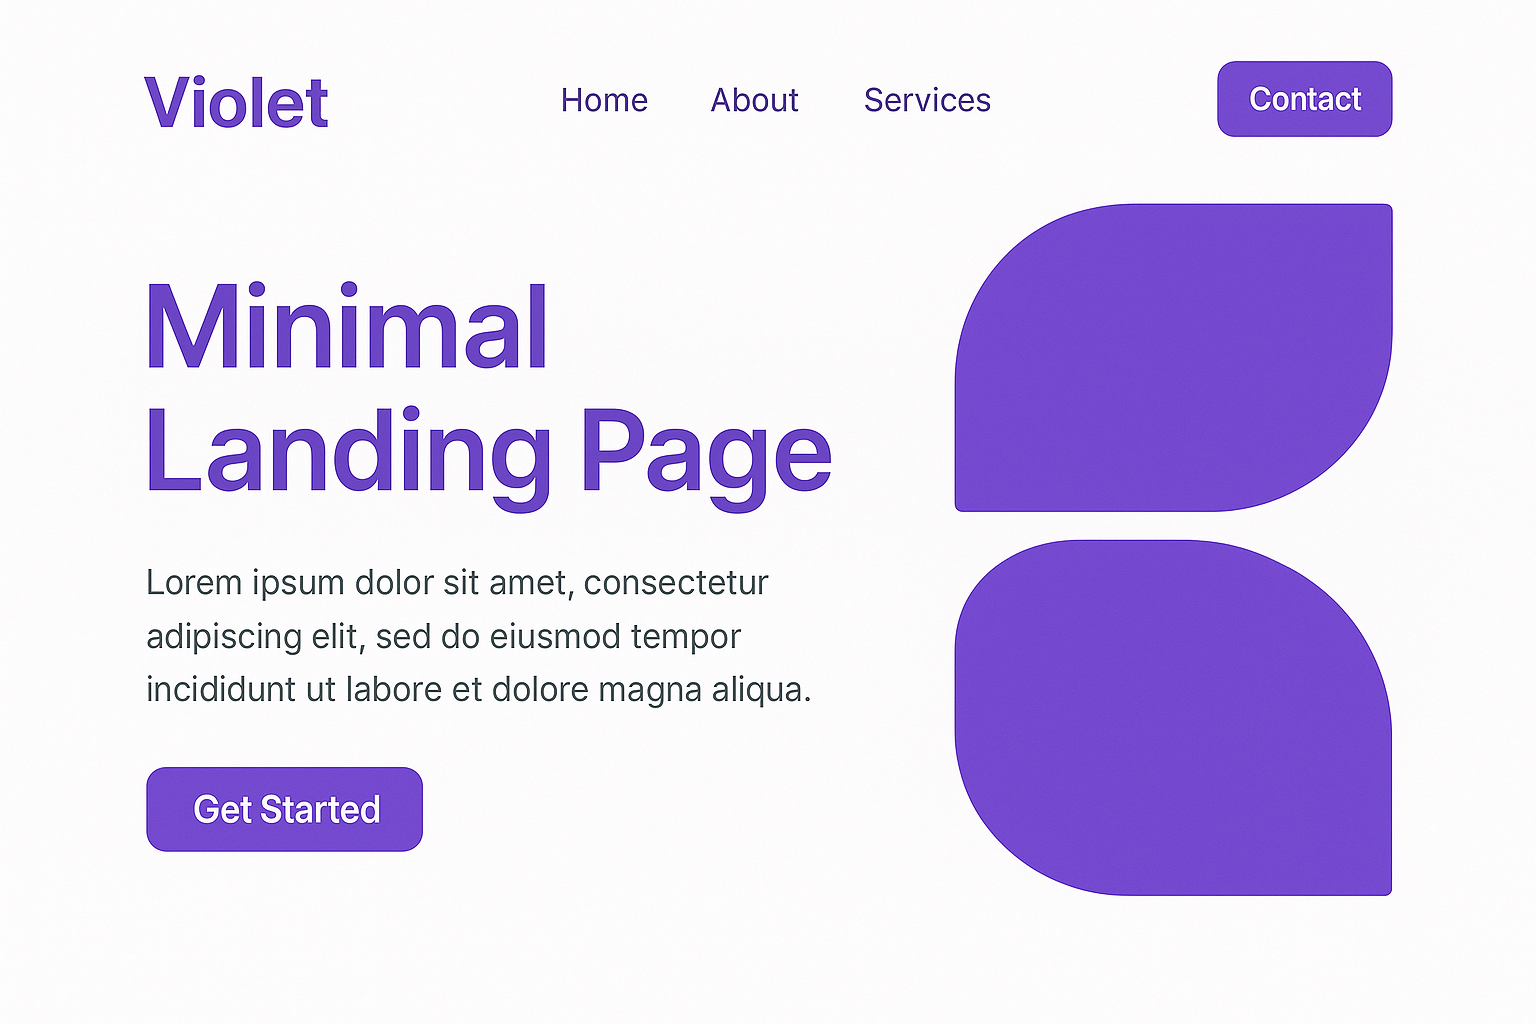 Violet
Home About Services
Contact
Minimal
Landing Page
Lorem ipsum dolor sit amet, consectetur
adipiscing elit, sed do eiusmod tempor
incididunt ut labore et dolore magna aliqua.
Get Started